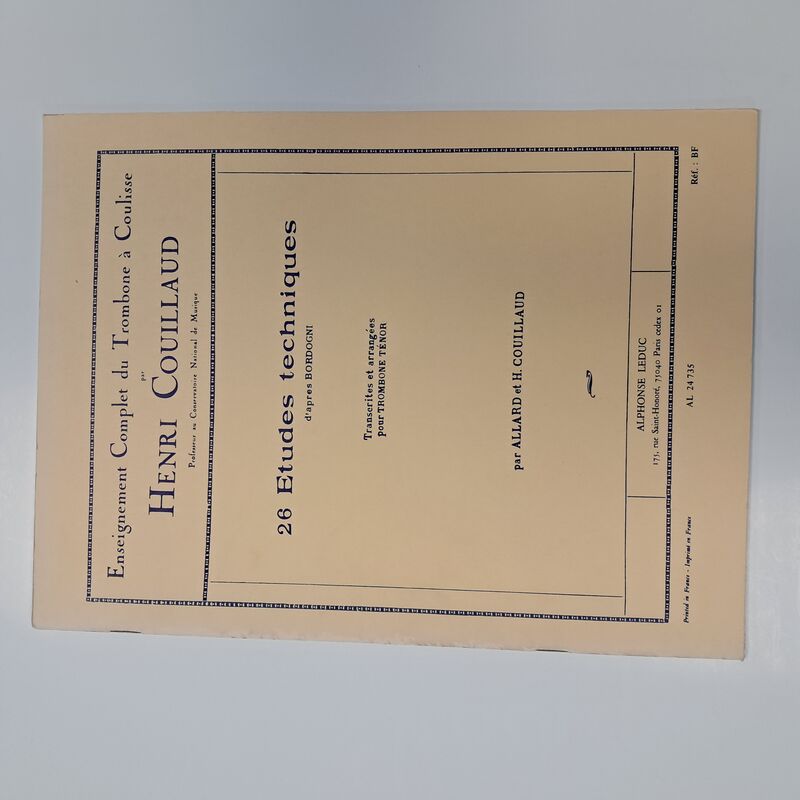 Enseignement Complet du Trombone à Coulisse
par
HENRI COUILLAUD
Professeur au Conservatoire National de Musique
26 Etudes techniques
d'apres BORDOGNI
Transcrites et arrangées
pour TROMBONE TÉNOR
par ALLARD et H. COUILLAUD
ALPHONSE LEDUC
175, rue Saint-Honoré, 75040 Paris cedex 01
AL 24 735
Printed in France - Imprimé en France
Réf. : BF